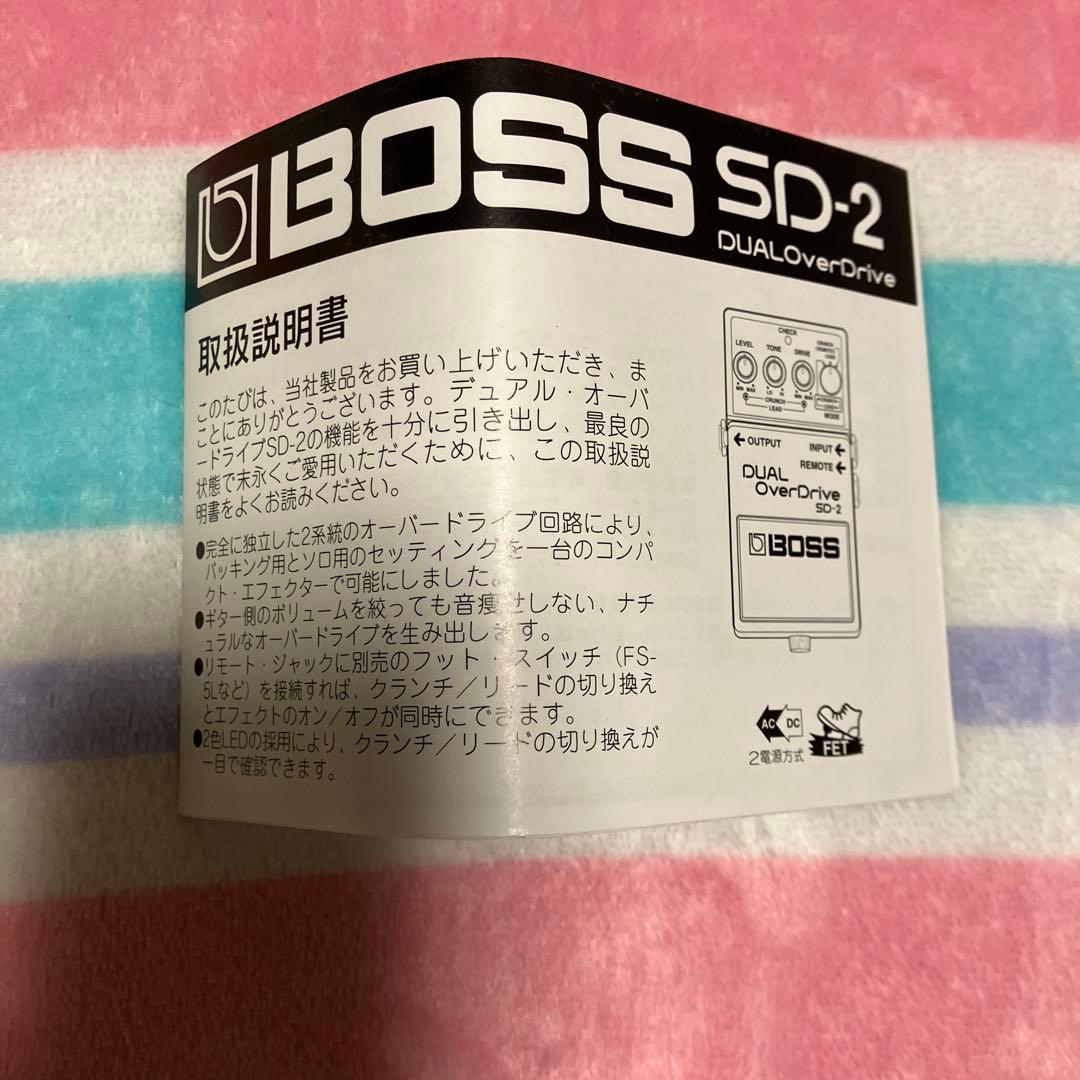 BOSS SD-2
DUAL OverDrive
取扱説明書
このたびは、当社製品をお買い上げいただき、ま
ことにありがとうございます。デュアル・オーバ
ードライブSD-2の機能を十分に引き出し、最良の
状態で末永くご愛用いただくために、この取扱説
明書をよくお読みください。
●完全に独立した2系統のオーバードライブ回路により、
バッキング用とソロ用のセッティングを一台のコンパ
クト・エフェクターで可能にしました。
●ギター側のボリュームを絞っても音痩せしない、ナチ
ュラルなオーバードライブを生み出します。
●リモート・ジャックに別売のフット・スイッチ（FS-
5Lなど）を接続すれば、クランチ／リードの切り換え
とエフェクトのオン／オフが同時にできます。
●2色LEDの採用により、クランチ／リードの切り換えが
一目で確認できます。
CHECK
LEVEL TONE DRIVE
CRUNCH
MIN MAX LO HI MIN MAX
CRUNCH
LEAD
MODE
OUTPUT INPUT
REMOTE
DUAL
OverDrive
SD-2
BOSS
AC DC
2電源方式
FET